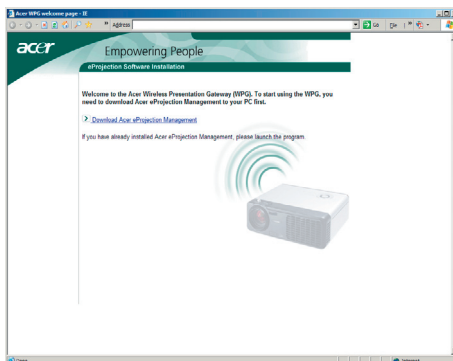 Acer WPG welcome page - IE
Address
Go
acer
Empowering People
eProjection Software Installation
Welcome to the Acer Wireless Presentation Gateway (WPG). To start using the WPG, you
need to download Acer eProjection Management to your PC first.
Download Acer eProjection Management
If you have already installed Acer eProjection Management, please launch the program.
Done
Internet